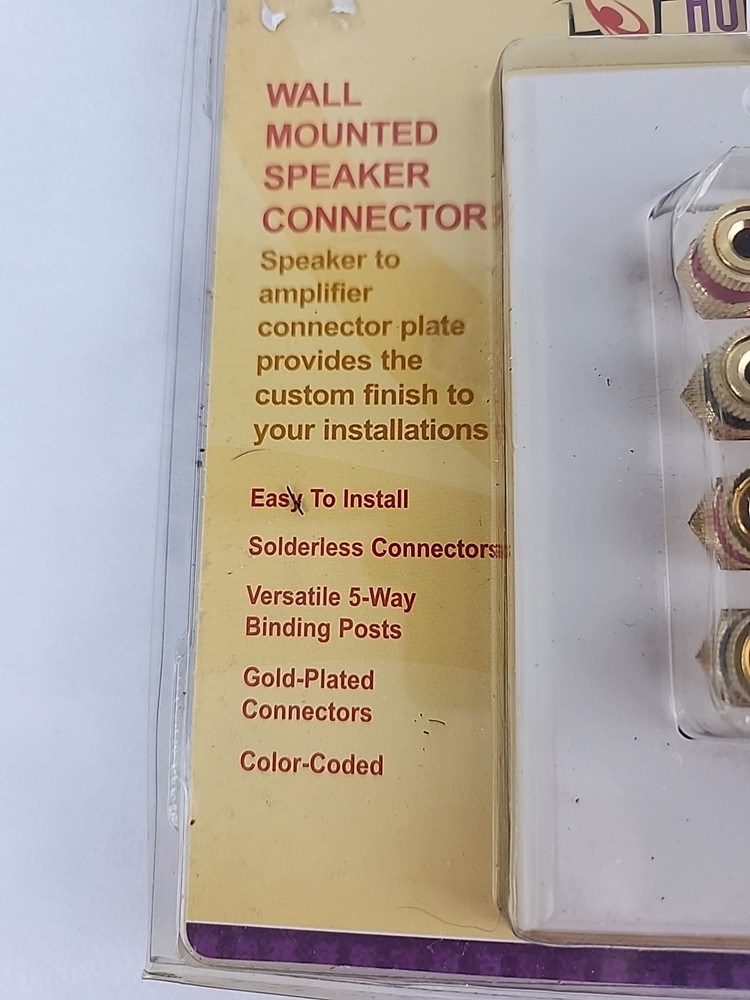 WALL
MOUNTED
SPEAKER
CONNECTOR
Speaker to
amplifier
connector plate
provides the
custom finish to
your installations
Easy To Install
Solderless Connectors
Versatile 5-Way
Binding Posts
Gold-Plated
Connectors
Color-Coded